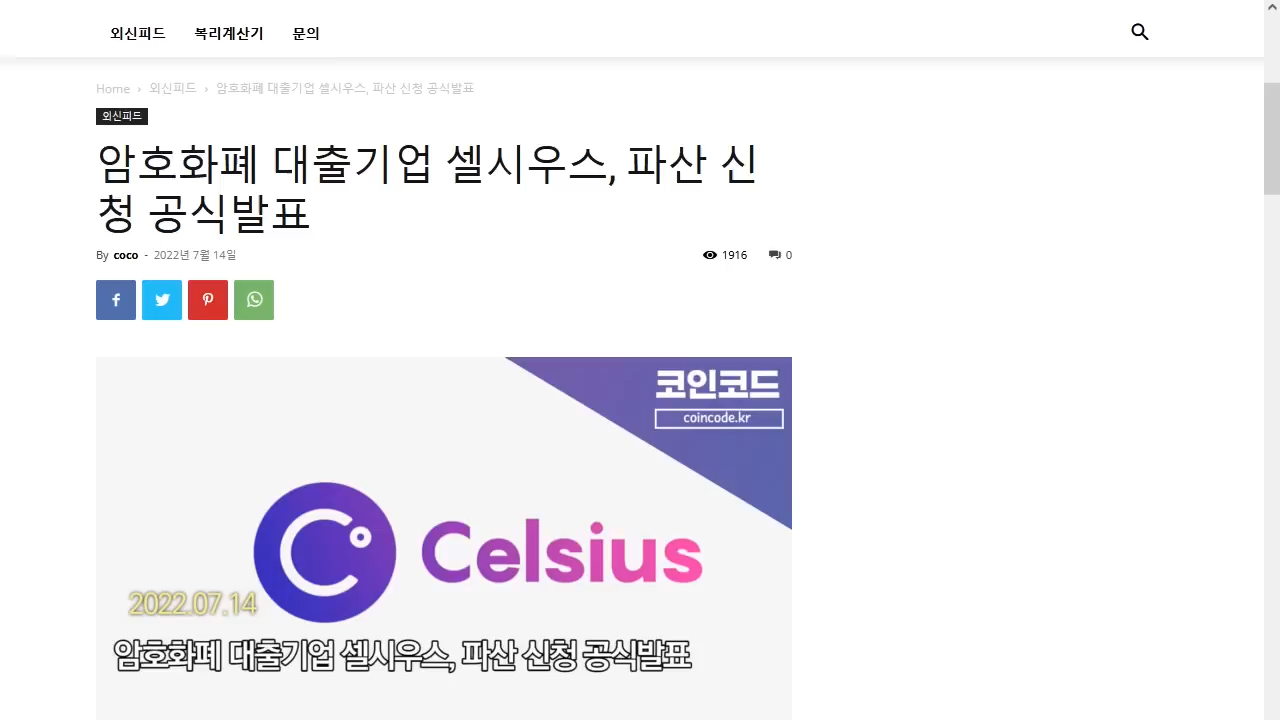 외신피드 복리계산기 문의
Home › 외신피드 › 암호화폐 대출기업 셀시우스, 파산 신청 공식발표
외신피드
암호화폐 대출기업 셀시우스, 파산 신
청 공식발표
By coco - 2022년 7월 14일 1916 0
코인코드
coincode.kr
Celsius
2022.07.14
암호화폐 대출기업 셀시우스, 파산 신청 공식발표